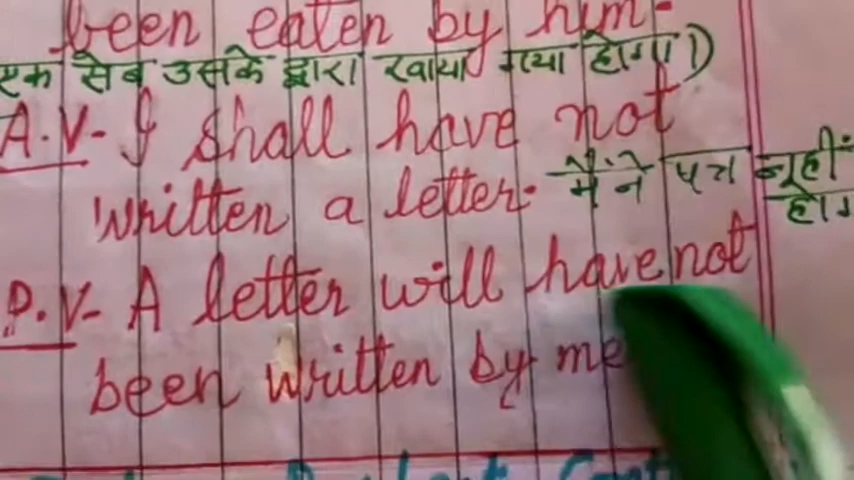 been eaten by him.
एक सेब उसके द्वारा खाया गया होगा।)
A.V- I shall have not
written a letter. मैंने पत्र नहीं
P.V- A letter will have not
been written by me